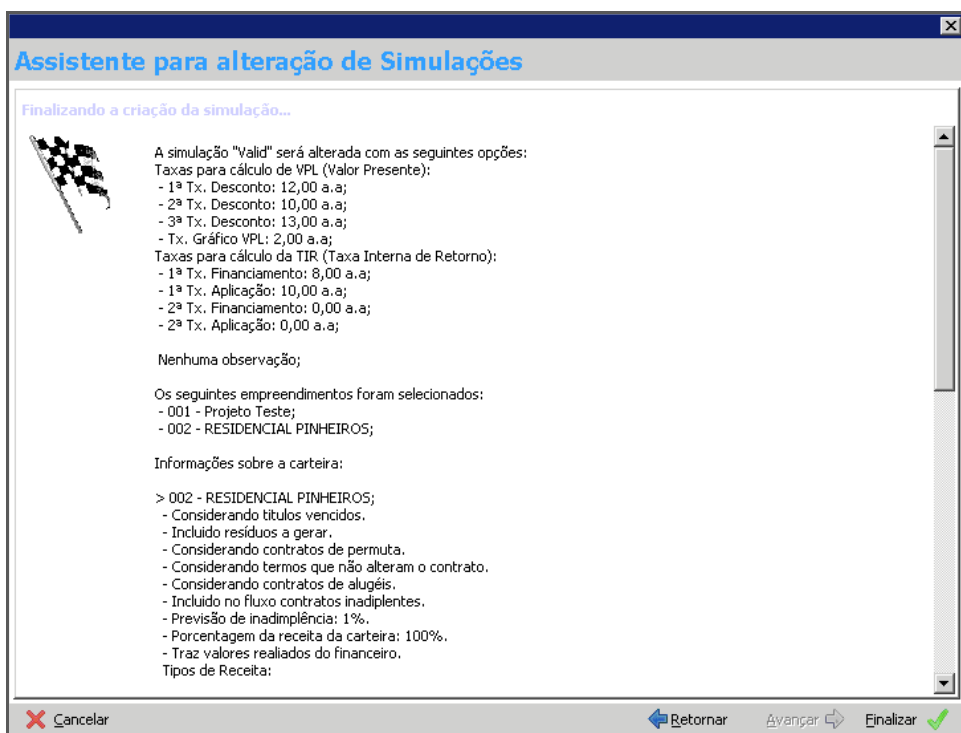 Assistente para alteração de Simulações
Finalizando a criação da simulação...
A simulação "Valid" será alterada com as seguintes opções:
Taxas para cálculo de VPL (Valor Presente):
- 1ª Tx. Desconto: 12,00 a.a;
- 2ª Tx. Desconto: 10,00 a.a;
- 3ª Tx. Desconto: 13,00 a.a;
- Tx. Gráfico VPL: 2,00 a.a;
Taxas para cálculo da TIR (Taxa Interna de Retorno):
- 1ª Tx. Financiamento: 8,00 a.a;
- 1ª Tx. Aplicação: 10,00 a.a;
- 2ª Tx. Financiamento: 0,00 a.a;
- 2ª Tx. Aplicação: 0,00 a.a;
Nenhuma observação;
Os seguintes empreendimentos foram selecionados:
- 001 - Projeto Teste;
- 002 - RESIDENCIAL PINHEIROS;
Informações sobre a carteira:
> 002 - RESIDENCIAL PINHEIROS;
- Considerando titulos vencidos.
- Incluido resíduos a gerar.
- Considerando contratos de permuta.
- Considerando termos que não alteram o contrato.
- Considerando contratos de alugéis.
- Incluido no fluxo contratos inadiplentes.
- Previsão de inadimplência: 1%.
- Porcentagem da receita da carteira: 100%.
- Traz valores realiados do financeiro.
Tipos de Receita:
Cancelar Retornar Avançar Finalizar